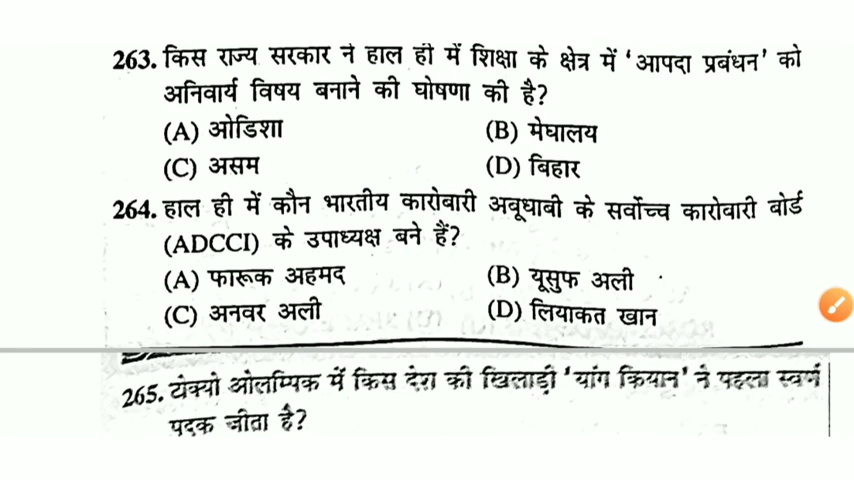 263. किस राज्य सरकार ने हाल ही में शिक्षा के क्षेत्र में 'आपदा प्रबंधन' को
अनिवार्य विषय बनाने की घोषणा की है?
(A) ओडिशा (B) मेघालय
(C) असम (D) बिहार
264. हाल ही में कौन भारतीय कारोबारी अबूधाबी के सर्वोच्च कारोबारी बोर्ड
(ADCCI) के उपाध्यक्ष बने हैं?
(A) फारूक अहमद (B) यूसुफ अली
(C) अनवर अली (D) लियाकत खान
265. टोक्यो ओलम्पिक में किस देश की खिलाड़ी 'यांग कियान' ने पहला स्वर्ण
पदक जीता है?